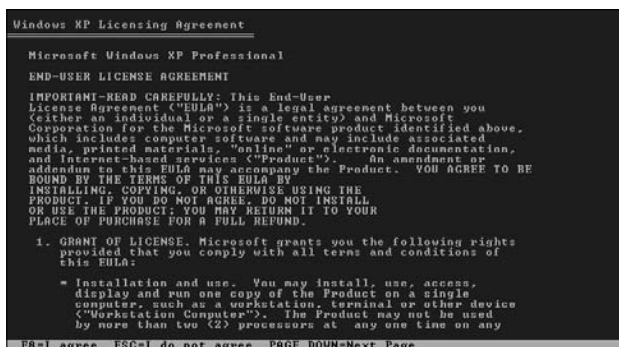 Windows XP Licensing Agreement
Microsoft Windows XP Professional
END-USER LICENSE AGREEMENT
IMPORTANT-READ CAREFULLY: This End-User
License Agreement ("EULA") is a legal agreement between you
(either an individual or a single entity) and Microsoft
Corporation for the Microsoft software product identified above,
which includes computer software and may include associated
media, printed materials, "online" or electronic documentation,
and Internet-based services ("Product"). An amendment or
addendum to this EULA may accompany the Product. YOU AGREE TO BE
BOUND BY THE TERMS OF THIS EULA BY
INSTALLING, COPYING, OR OTHERWISE USING THE
PRODUCT. IF YOU DO NOT AGREE, DO NOT INSTALL
OR USE THE PRODUCT; YOU MAY RETURN IT TO YOUR
PLACE OF PURCHASE FOR A FULL REFUND.
1. GRANT OF LICENSE. Microsoft grants you the following rights
provided that you comply with all terms and conditions of
this EULA:
* Installation and use. You may install, use, access,
display and run one copy of the Product on a single
computer, such as a workstation, terminal or other device
("Workstation Computer"). The Product may not be used
by more than two (2) processors at any one time on any
F8=I agree ESC=I do not agree PAGE DOWN=Next Page